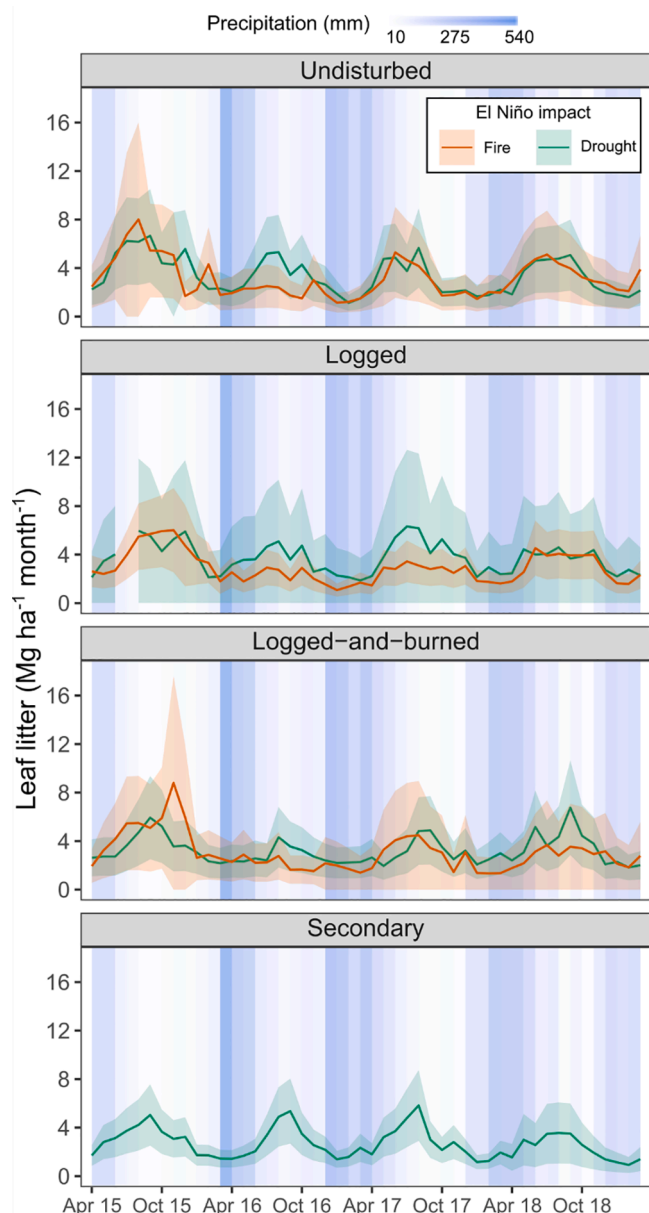 Precipitation (mm)
10 275 540
Undisturbed
El Niño impact
Fire Drought
16
12
8
4
0
Logged
16
12
8
4
0
Logged−and−burned
16
12
8
4
0
Secondary
16
12
8
4
0
Leaf litter (Mg ha⁻¹ month⁻¹)
Apr 15 Oct 15 Apr 16 Oct 16 Apr 17 Oct 17 Apr 18 Oct 18